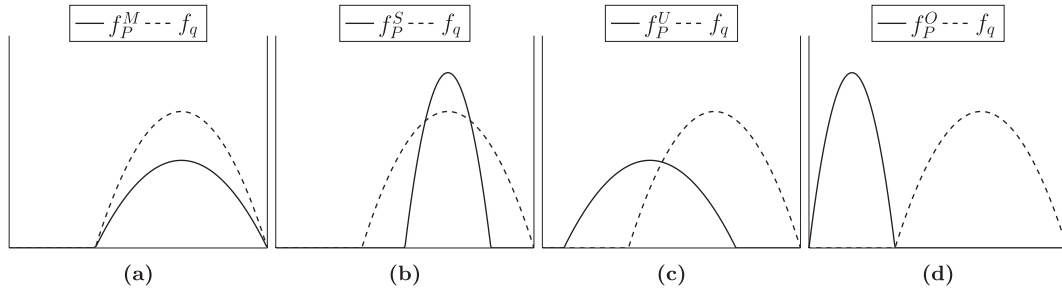 f_P^M f_q
f_P^S f_q
f_P^U f_q
f_P^O f_q
(a)
(b)
(c)
(d)